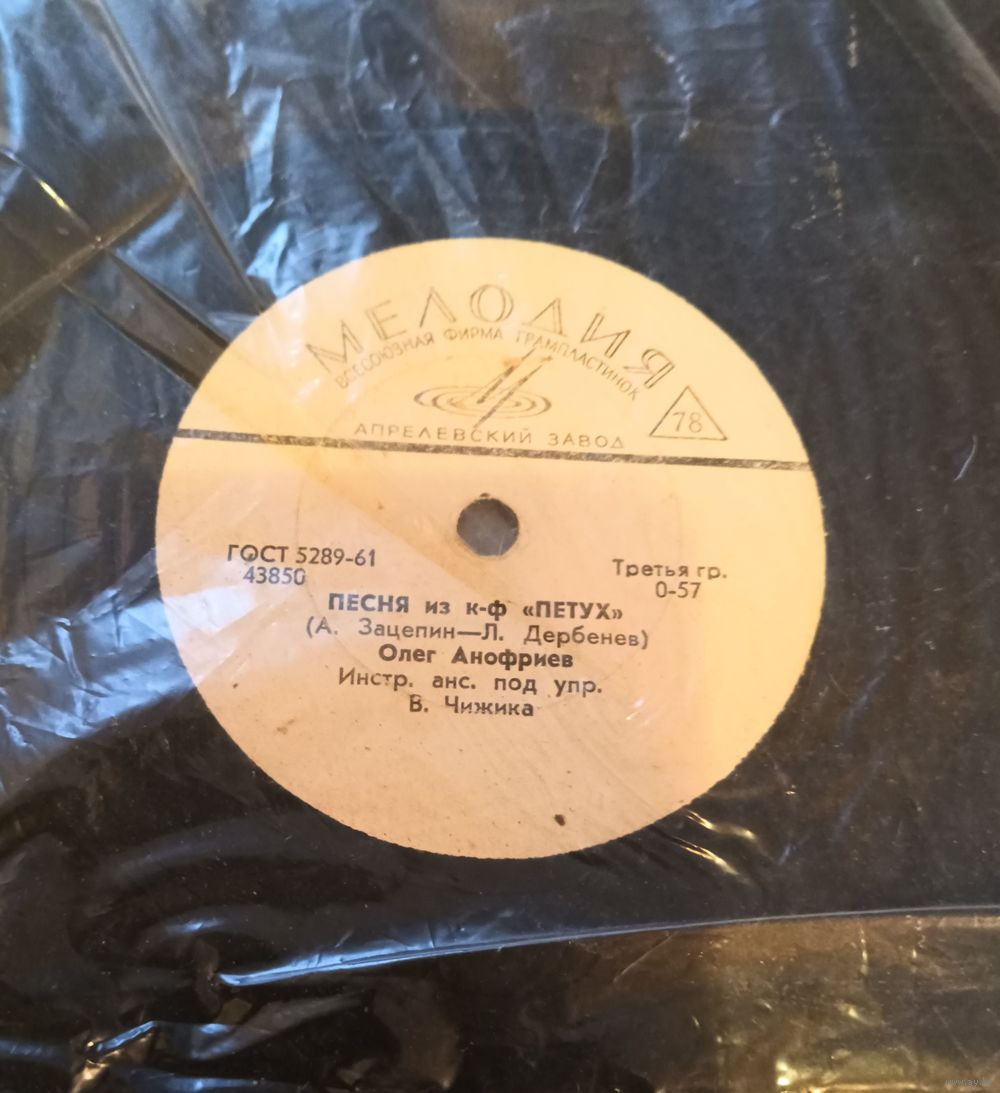 МЕЛОДИЯ
ВСЕСОЮЗНАЯ ФИРМА ГРАМПЛАСТИНОК
78
АПРЕЛЕВСКИЙ ЗАВОД
ГОСТ 5289-61
43850
Третья гр.
0-57
ПЕСНЯ из к-ф «ПЕТУХ»
(А. Зацепин—Л. Дербенев)
Олег Анофриев
Инстр. анс. под упр.
В. Чижика